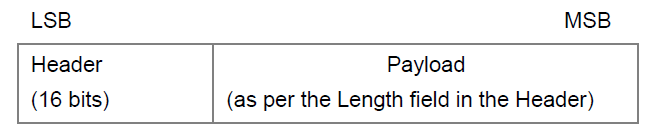 LSB MSB
Header Payload
(16 bits) (as per the Length field in the Header)